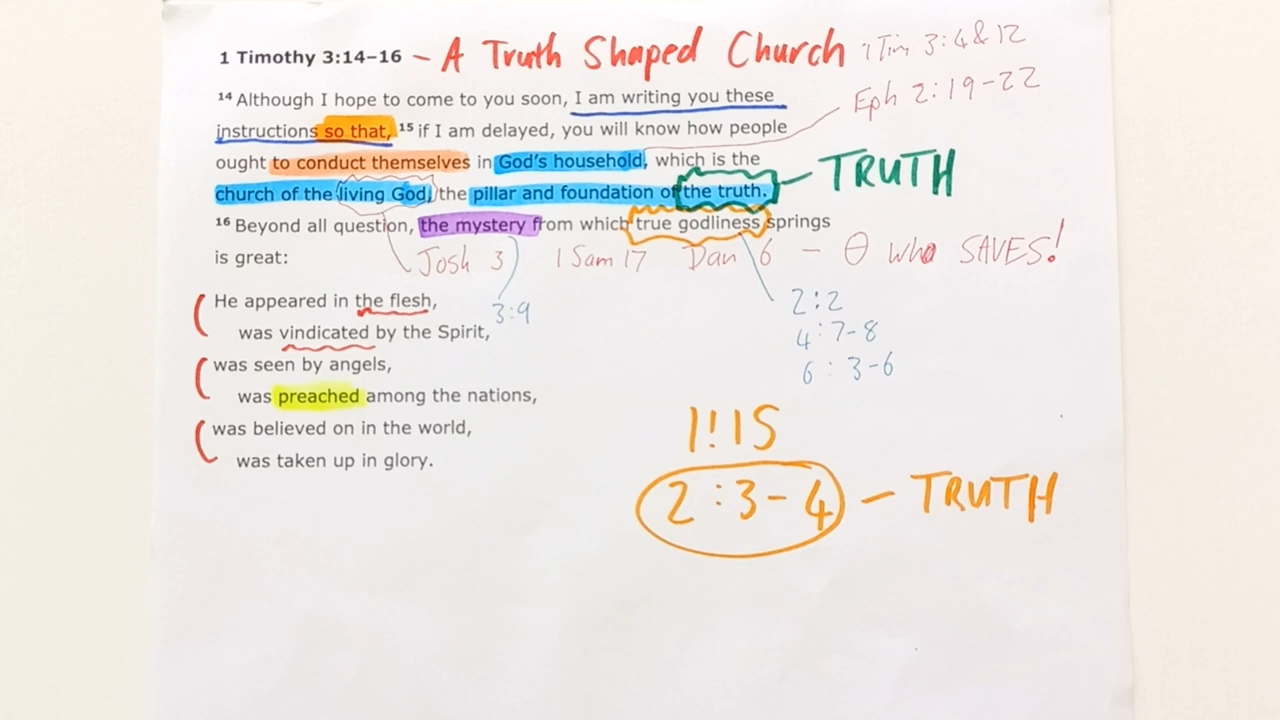 1 Timothy 3:14–16 – A Truth Shaped Church 1 Tim 3:4 & 12
Eph 2:19-22
14 Although I hope to come to you soon, I am writing you these
instructions so that, 15 if I am delayed, you will know how people
ought to conduct themselves in God's household, which is the
church of the living God, the pillar and foundation of the truth. – TRUTH
16 Beyond all question, the mystery from which true godliness springs
is great:
Josh 3 1 Sam 17 Dan 6 – θ who SAVES!
He appeared in the flesh,
3:9
was vindicated by the Spirit,
was seen by angels,
was preached among the nations,
was believed on in the world,
was taken up in glory.
2:2
4:7-8
6:3-6
1:15
2:3-4 – TRUTH